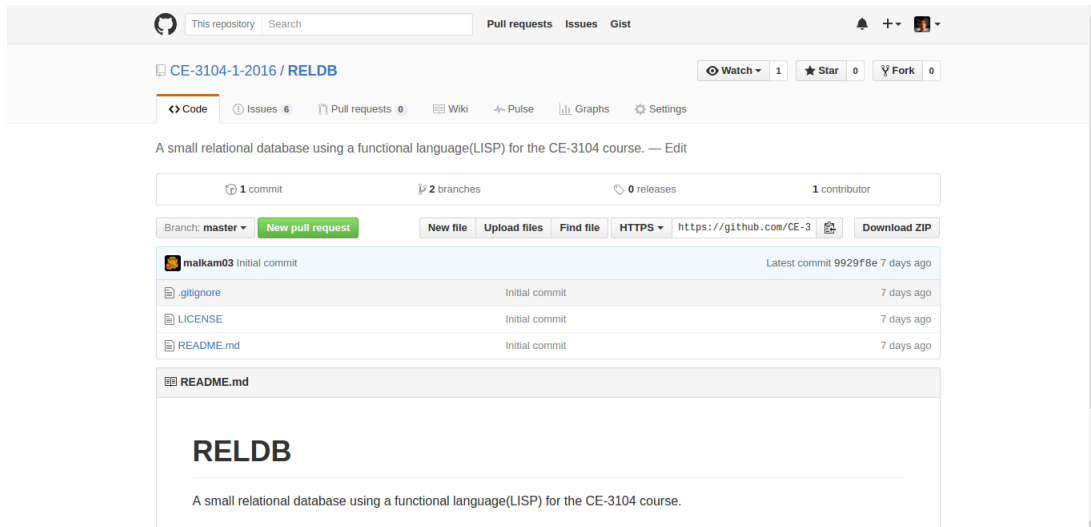 This repository Search Pull requests Issues Gist
CE-3104-1-2016 / RELDB Watch 1 Star 0 Fork 0
Code Issues 6 Pull requests 0 Wiki Pulse Graphs Settings
A small relational database using a functional language(LISP) for the CE-3104 course. — Edit
1 commit 2 branches 0 releases 1 contributor
Branch: master New pull request New file Upload files Find file HTTPS https://github.com/CE-3 Download ZIP
malkam03 Initial commit Latest commit 9929f8e 7 days ago
.gitignore Initial commit 7 days ago
LICENSE Initial commit 7 days ago
README.md Initial commit 7 days ago
README.md
RELDB
A small relational database using a functional language(LISP) for the CE-3104 course.